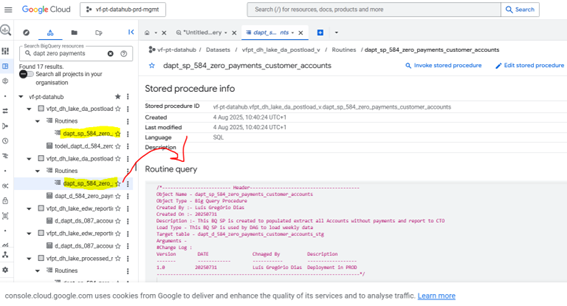 Google Cloud
vf-pt-datahub-prd-mgmt
Search (/) for resources, docs, products and more
Search
Search BigQuery resources
dapt zero payments
Found 17 results.
Search all projects in your
organisation
vf-pt-datahub
vfpt_dh_lake_da_postload
Routines
dapt_sp_584_zero_
todel_dapt_d_584_zerc
vfpt_dh_lake_da_postload
Routines
dapt_sp_584_zero_
dapt_d_584_zero_payı
vfpt_dh_lake_edw_reporti
d_dapt_ds_087_accour
vfpt_dh_lake_edw_reporti
d_dapt_ds_087_accour
vfpt_dh_lake_processed_r
Routines
*Untitled...ery
dapt_s...nts
vf-pt-datahub / Datasets / vfpt_dh_lake_da_postload_v / Routines / dapt_sp_584_zero_payments_customer_accounts
dapt_sp_584_zero_payments_customer_accounts
Invoke stored procedure
Edit stored procedure
Stored procedure info
Stored procedure ID
vf-pt-datahub.vfpt_dh_lake_da_postload_v.dapt_sp_584_zero_payments_customer_accounts
Created
4 Aug 2025, 10:40:24 UTC+1
Last modified
4 Aug 2025, 10:40:24 UTC+1
Language
SQL
Description
Routine query
/*---------------------- Header----------------------
Object Name - dapt_sp_584_zero_payments_customer_accounts
Object Type - Big Query Procedure
Created By :- Luis Gregório Dias
Created On :- 20250731
Description :- This BQ SP is created to populated extract all Accounts without payments and report to CTO
Load Type - This BQ SP is used by DAG to load weekly data
Target table - dapt_d_584_zero_payments_customer_accounts_stg
Arguments -
#Change Log :
Version DATE Chnaged By Description
1.0 20250731 Luis Gregório Dias Deployment in PROD
----------------------*/
console.cloud.google.com uses cookies from Google to deliver and enhance the quality of its services and to analyse traffic. Learn more